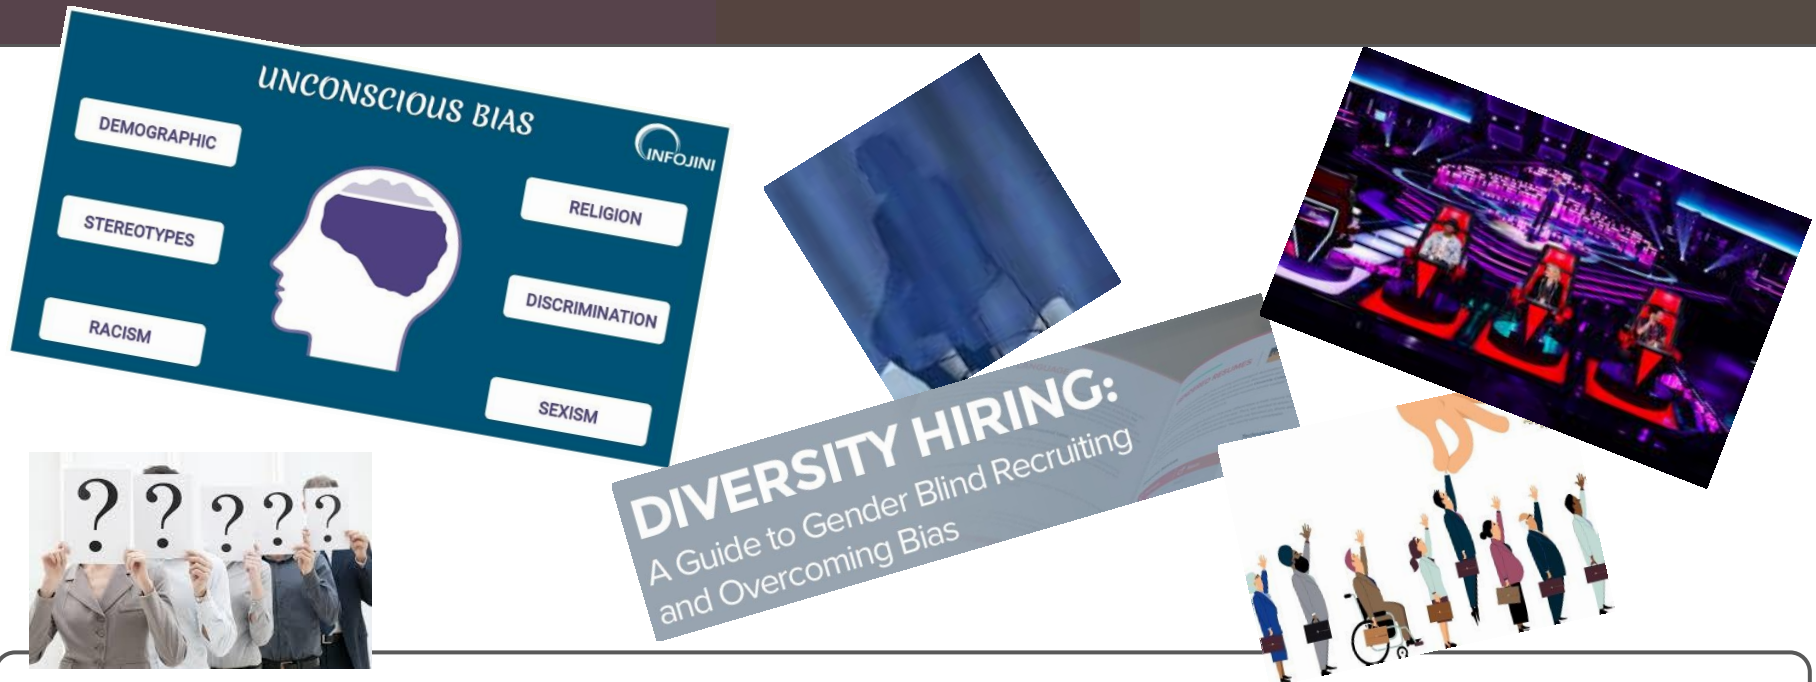 UNCONSCIOUS BIAS
INFOJINI
DEMOGRAPHIC
STEREOTYPES
RACISM
RELIGION
DISCRIMINATION
SEXISM
? ? ? ? ?
DIVERSITY HIRING:
A Guide to Gender Blind Recruiting
and Overcoming Bias